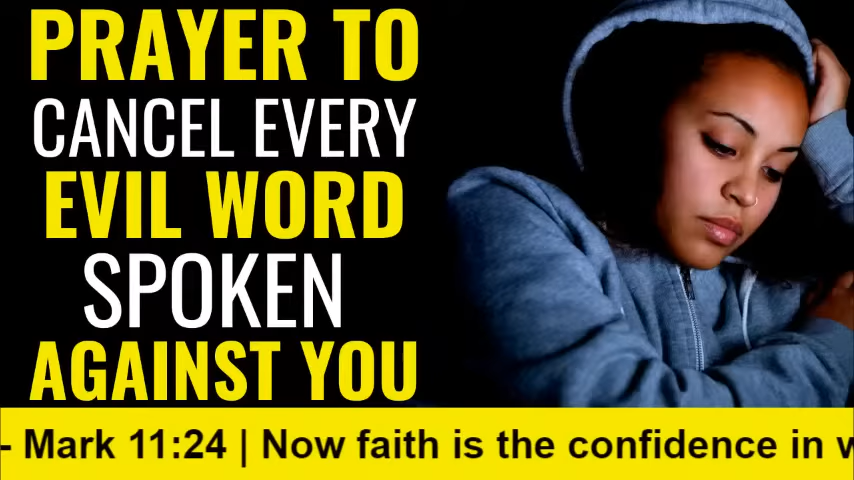 PRAYER TO
CANCEL EVERY
EVIL WORD
SPOKEN
AGAINST YOU
- Mark 11:24 | Now faith is the confidence in